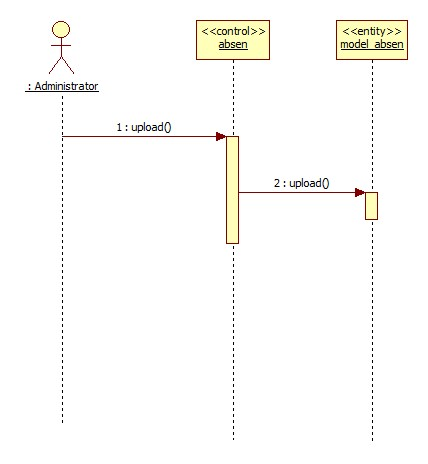 <<control>>
absen
<<entity>>
model_absen
: Administrator
1 : upload()
2 : upload()